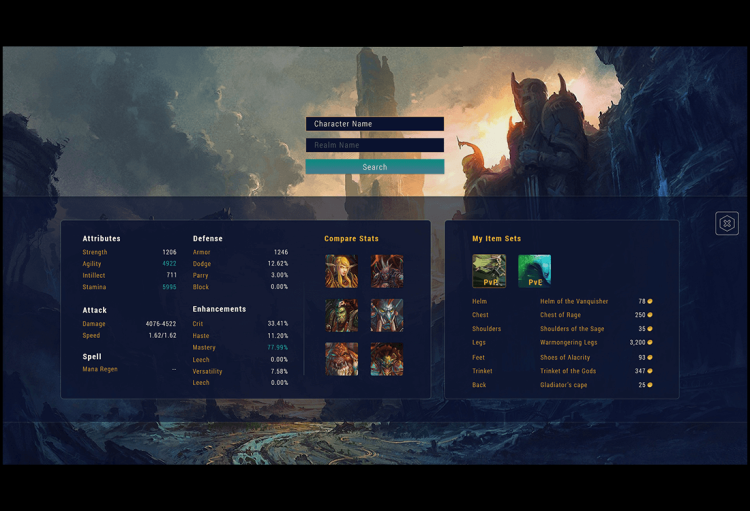 Character Name
Realm Name
Search
Attributes
Strength 1206
Agility 4922
Intillect 711
Stamina 5995
Attack
Damage 4076-4522
Speed 1.62/1.62
Spell
Mana Regen --
Defense
Armor 1246
Dodge 12.62%
Parry 3.00%
Block 0.00%
Enhancements
Crit 33.41%
Haste 11.20%
Mastery 77.99%
Leech 0.00%
Versatility 7.58%
Leech 0.00%
Compare Stats
My Item Sets
PvP
PvE
Helm Helm of the Vanquisher 78
Chest Chest of Rage 250
Shoulders Shoulders of the Sage 35
Legs Warmongering Legs 3,200
Feet Shoes of Alacrity 93
Trinket Trinket of the Gods 347
Back Gladiator's cape 25